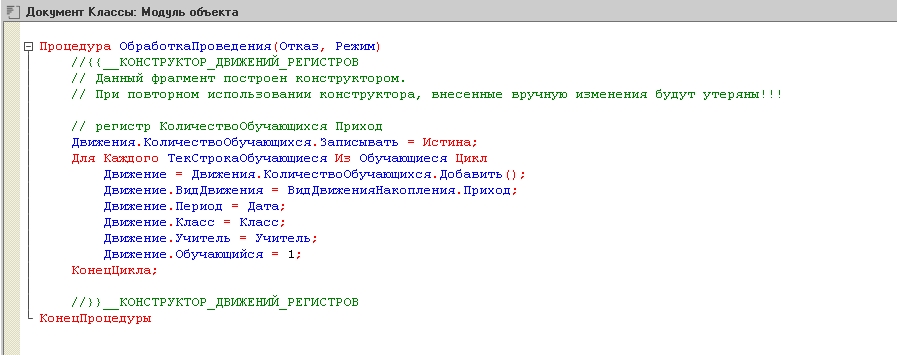 Документ Классы: Модуль объекта
Процедура ОбработкаПроведения(Отказ, Режим)
//{{__КОНСТРУКТОР_ДВИЖЕНИЙ_РЕГИСТРОВ
// Данный фрагмент построен конструктором.
// При повторном использовании конструктора, внесенные вручную изменения будут утеряны!!!
// регистр КоличествоОбучающихся Приход
Движения.КоличествоОбучающихся.Записывать = Истина;
Для Каждого ТекСтрокаОбучающиеся Из Обучающиеся Цикл
Движение = Движения.КоличествоОбучающихся.Добавить();
Движение.ВидДвижения = ВидДвиженияНакопления.Приход;
Движение.Период = Дата;
Движение.Класс = Класс;
Движение.Учитель = Учитель;
Движение.Обучающийся = 1;
КонецЦикла;
//}}__КОНСТРУКТОР_ДВИЖЕНИЙ_РЕГИСТРОВ
КонецПроцедуры